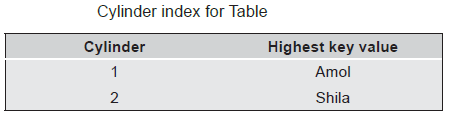 Cylinder index for Table
Cylinder Highest key value
1 Amol
2 Shila